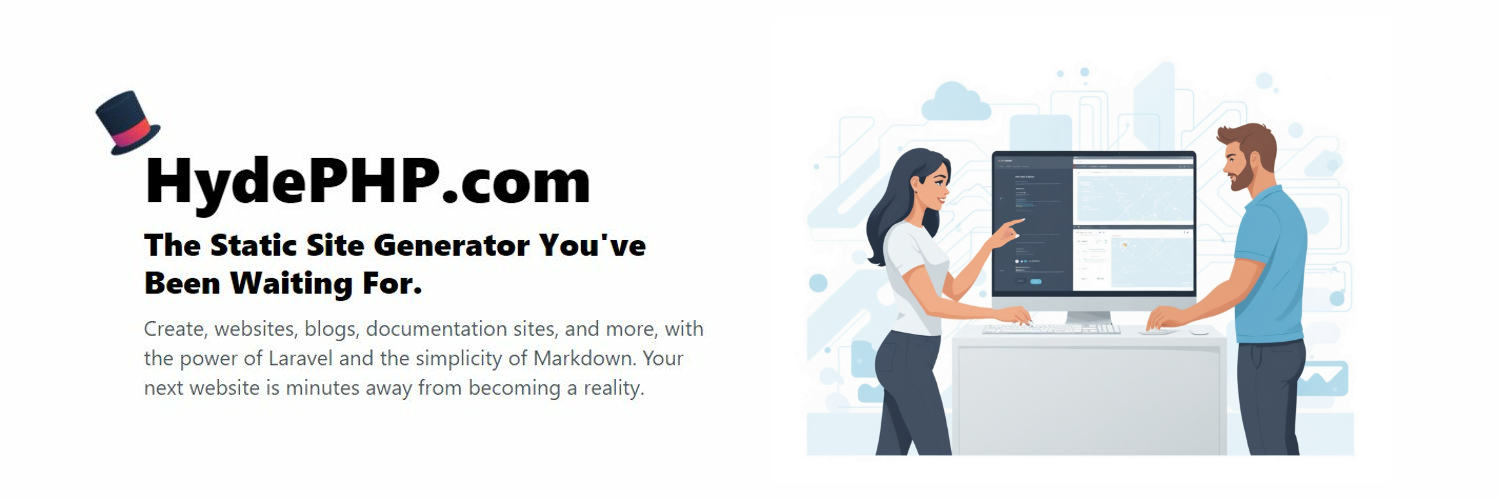 HydePHP.com
The Static Site Generator You've
Been Waiting For.
Create, websites, blogs, documentation sites, and more, with
the power of Laravel and the simplicity of Markdown. Your
next website is minutes away from becoming a reality.